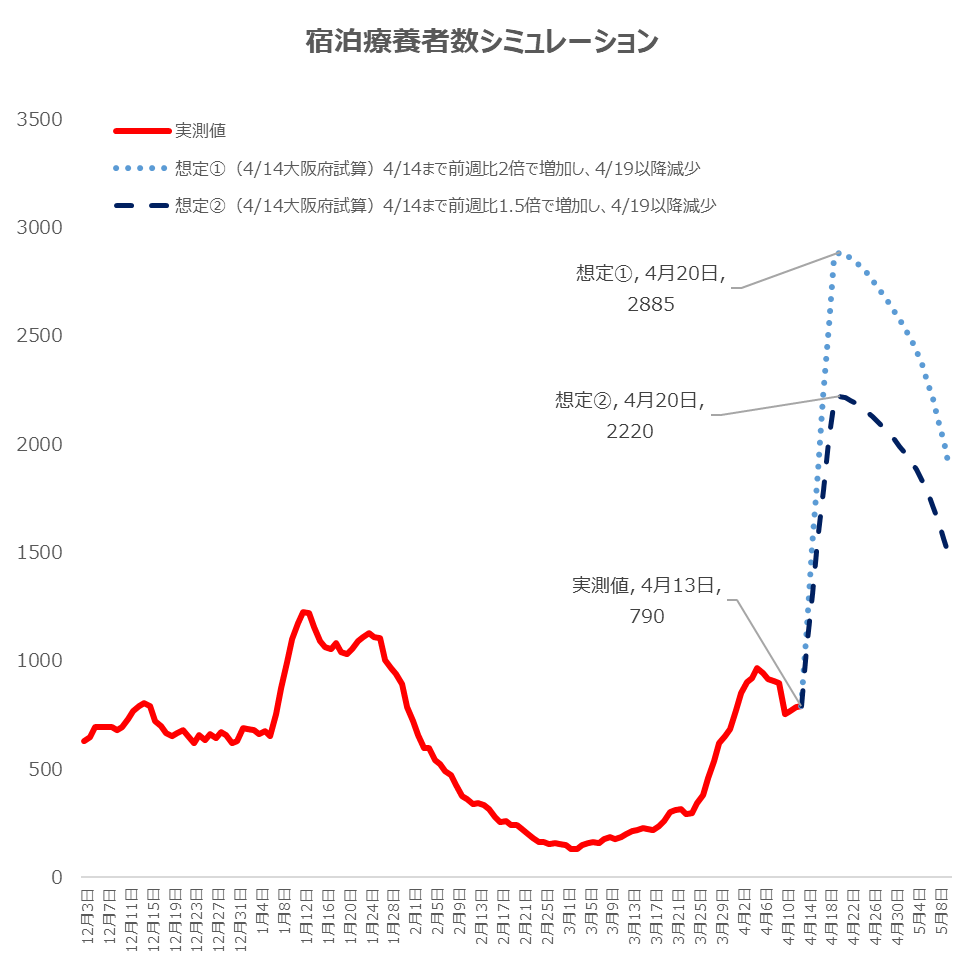 宿泊療養者数シミュレーション
3500
3000
2500
2000
1500
1000
500
0
実測値
想定①（4/14大阪府試算）4/14まで前週比2倍で増加し、4/19以降減少
想定②（4/14大阪府試算）4/14まで前週比1.5倍で増加し、4/19以降減少
想定①, 4月20日,
2885
想定②, 4月20日,
2220
実測値, 4月13日,
790
12月3日
12月7日
12月11日
12月15日
12月19日
12月23日
12月27日
12月31日
1月4日
1月8日
1月12日
1月16日
1月20日
1月24日
1月28日
2月1日
2月5日
2月9日
2月13日
2月17日
2月21日
2月25日
3月1日
3月5日
3月9日
3月13日
3月17日
3月21日
3月25日
3月29日
4月2日
4月6日
4月10日
4月14日
4月18日
4月22日
4月26日
4月30日
5月4日
5月8日